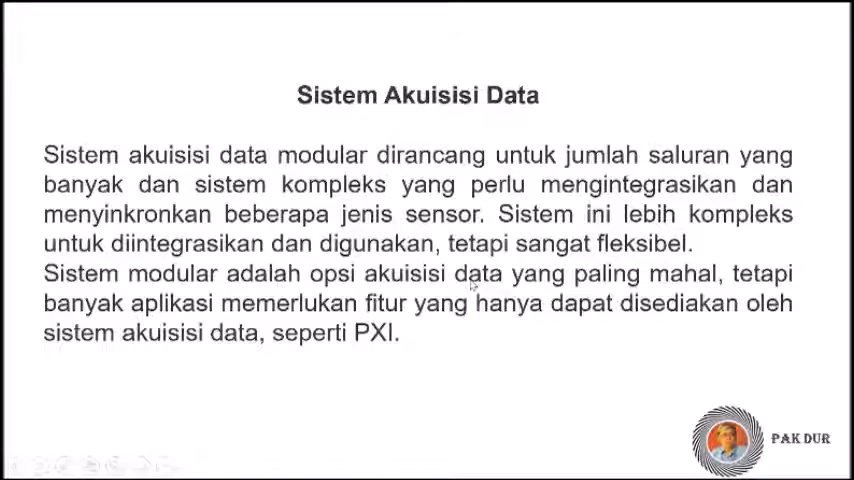 Sistem Akuisisi Data
Sistem akuisisi data modular dirancang untuk jumlah saluran yang
banyak dan sistem kompleks yang perlu mengintegrasikan dan
menyinkronkan beberapa jenis sensor. Sistem ini lebih kompleks
untuk diintegrasikan dan digunakan, tetapi sangat fleksibel.
Sistem modular adalah opsi akuisisi data yang paling mahal, tetapi
banyak aplikasi memerlukan fitur yang hanya dapat disediakan oleh
sistem akuisisi data, seperti PXI.
PAK DUR